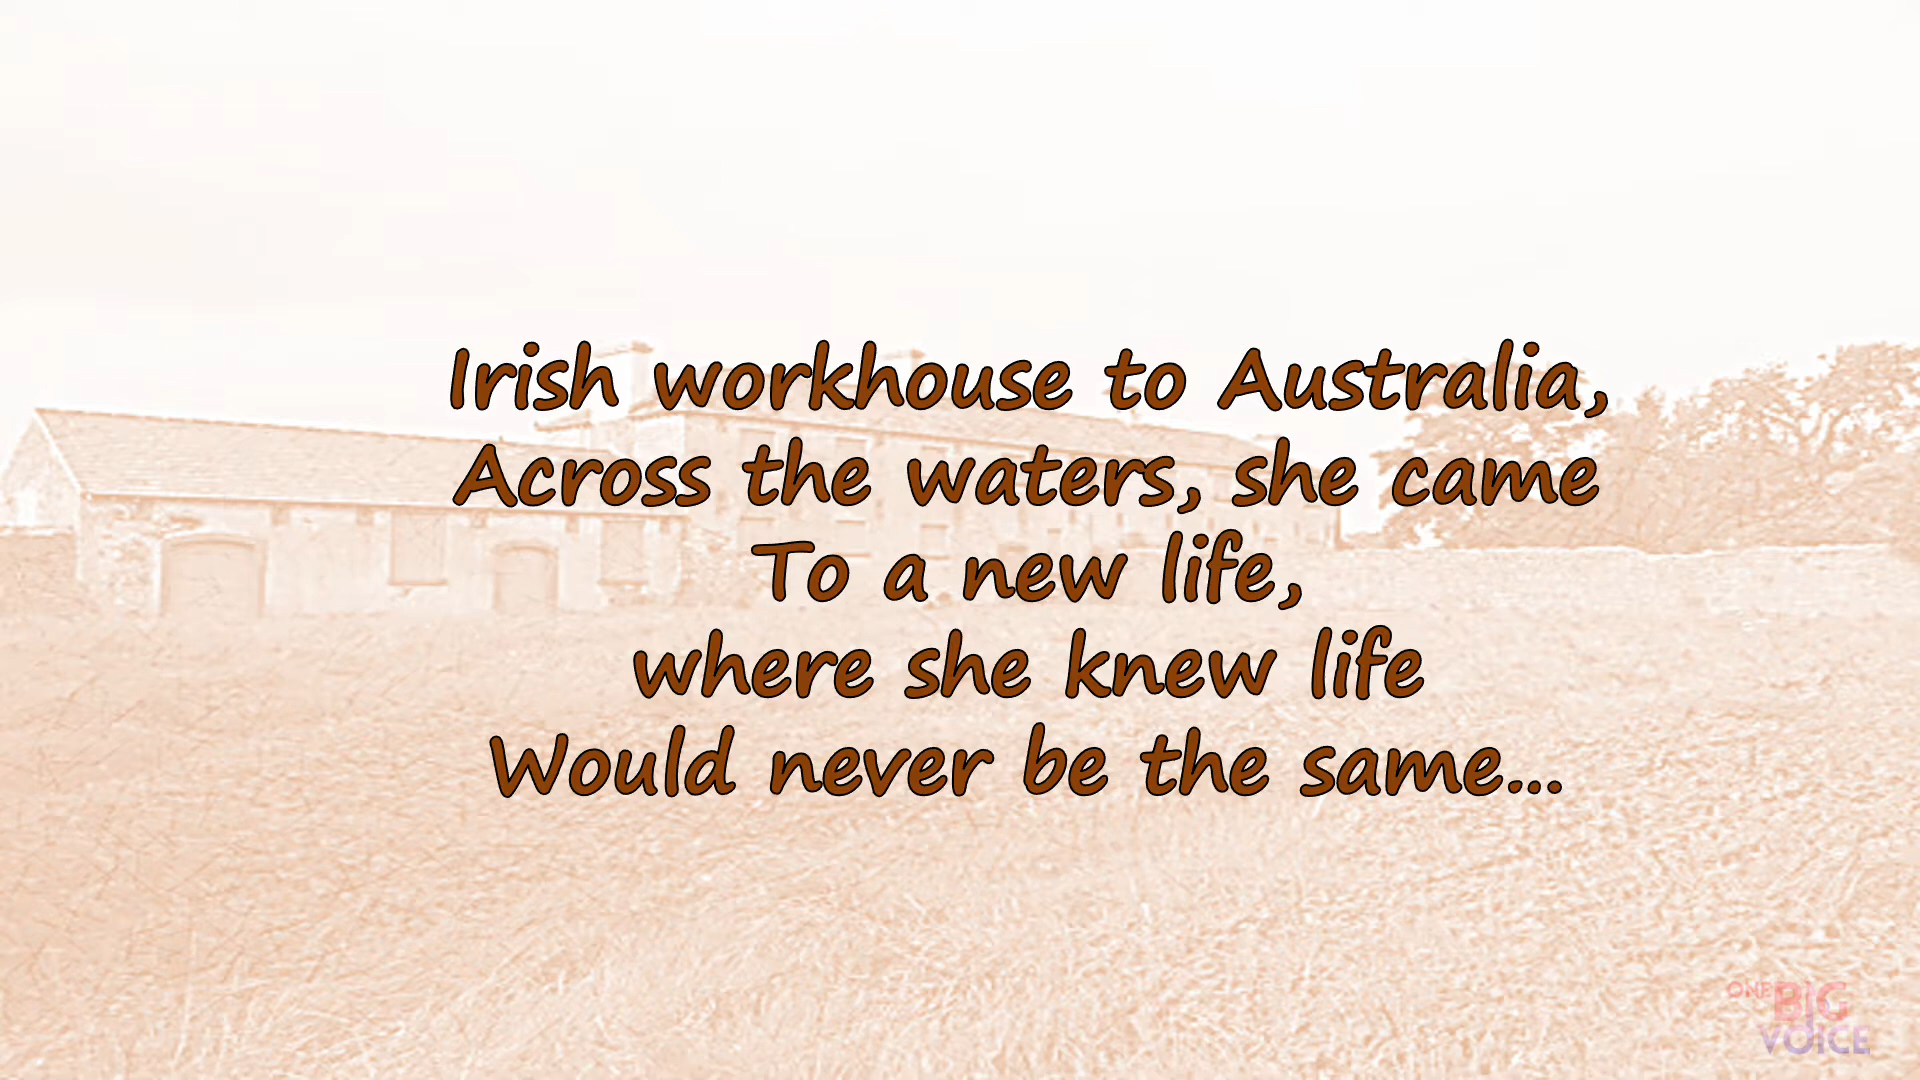 Irish workhouse to Australia,
Across the waters, she came
To a new life,
where she knew life
Would never be the same...
ONE
BIG
VOICE